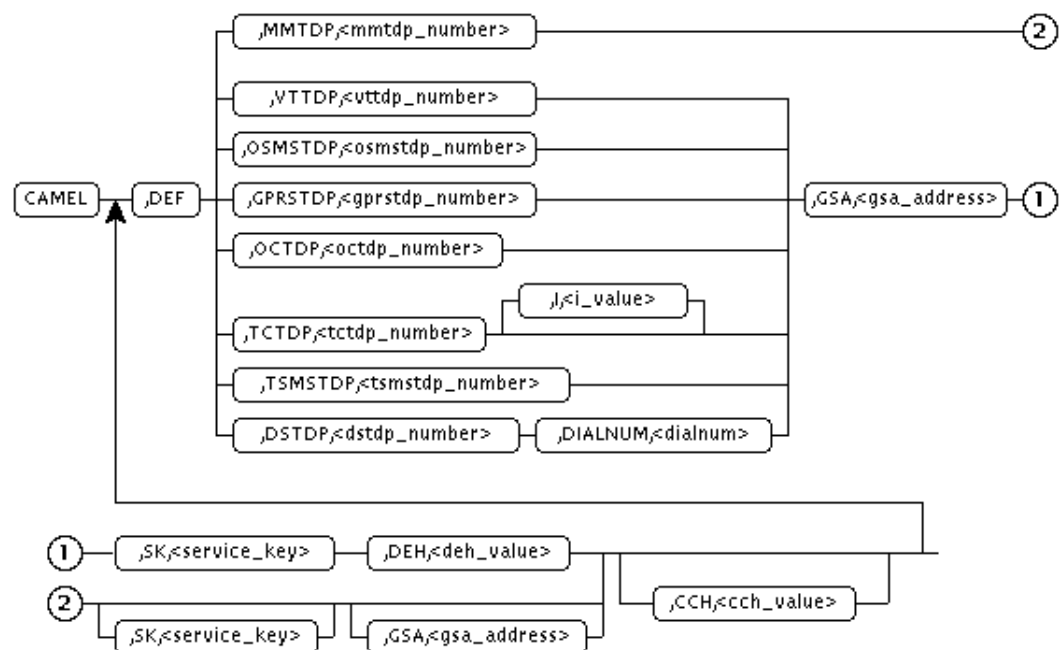 ,MMTDP,<mmtdp_number>
2
,VTTDP,<vttdp_number>
,OSMSTDP,<osmstdp_number>
CAMEL ,DEF ,GPRSTDP,<gprstdp_number> ,GSA,<gsa_address> 1
,OCTDP,<octdp_number>
,I,<i_value>
,TCTDP,<tctdp_number>
,TSMSTDP,<tsmstdp_number>
,DSTDP,<dstdp_number> ,DIALNUM,<dialnum>
1 ,SK,<service_key> ,DEH,<deh_value>
2
,CCH,<cch_value>
,SK,<service_key> ,GSA,<gsa_address>